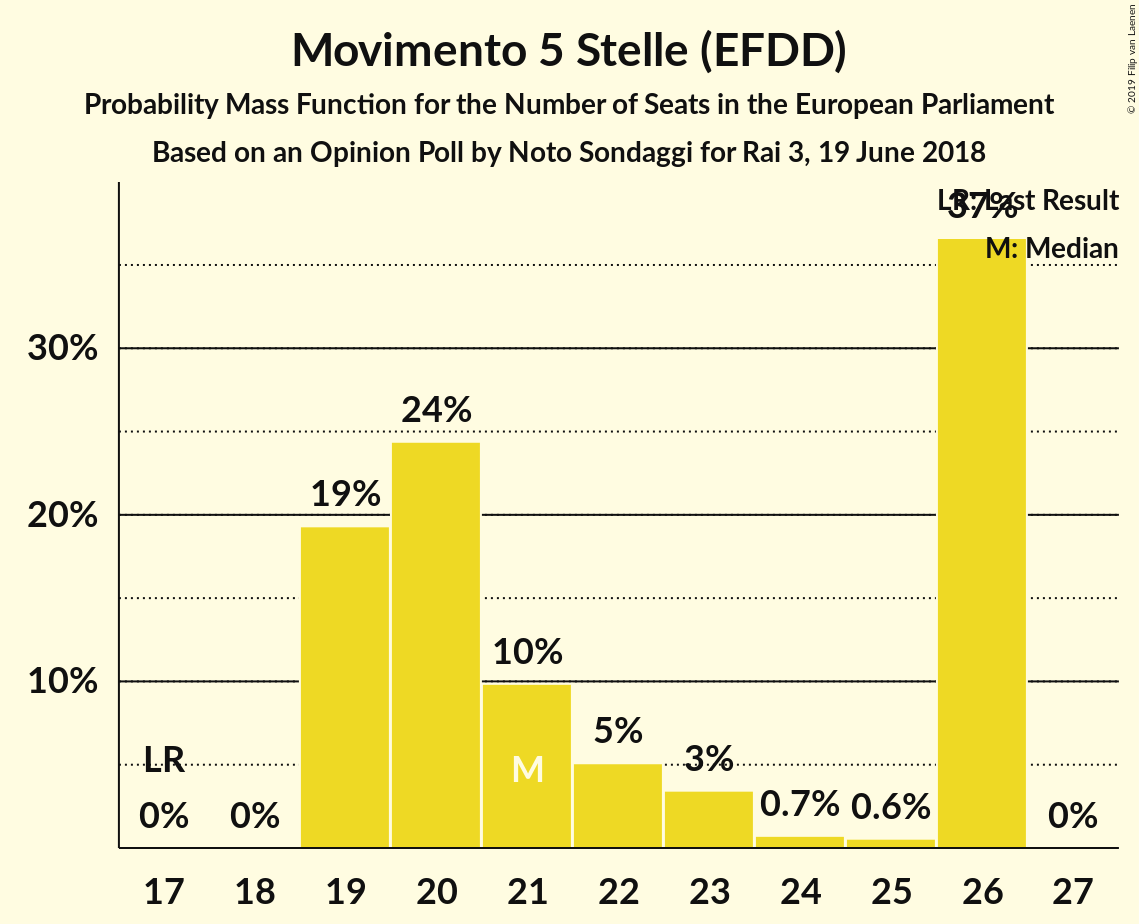 Movimento 5 Stelle (EFDD)
Probability Mass Function for the Number of Seats in the European Parliament
Based on an Opinion Poll by Noto Sondaggi for Rai 3, 19 June 2018
© 2019 Filip van Laenen
LR: Last Result
M: Median
37%
30%
24%
19%
20%
10%
10%
5%
M
LR
3%
0.7%
0.6%
0%
0%
0%
17 18 19 20 21 22 23 24 25 26 27